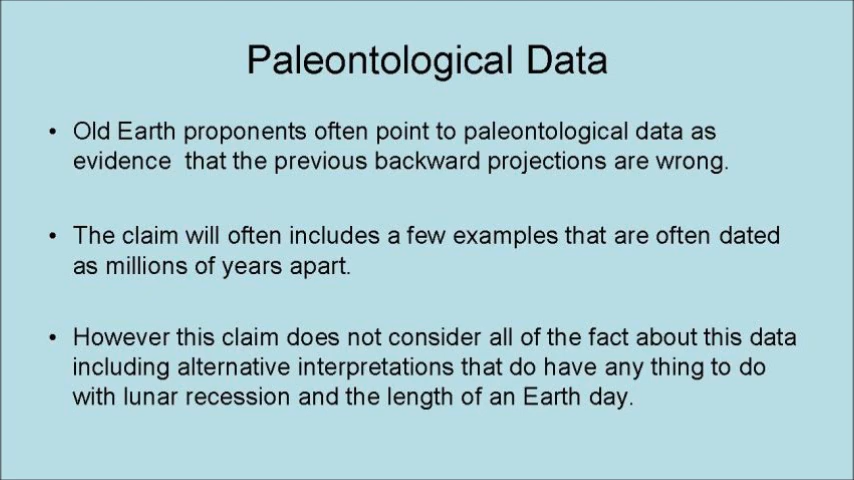 Paleontological Data
• Old Earth proponents often point to paleontological data as
evidence  that the previous backward projections are wrong.
• The claim will often includes a few examples that are often dated
as millions of years apart.
• However this claim does not consider all of the fact about this data
including alternative interpretations that do have any thing to do
with lunar recession and the length of an Earth day.